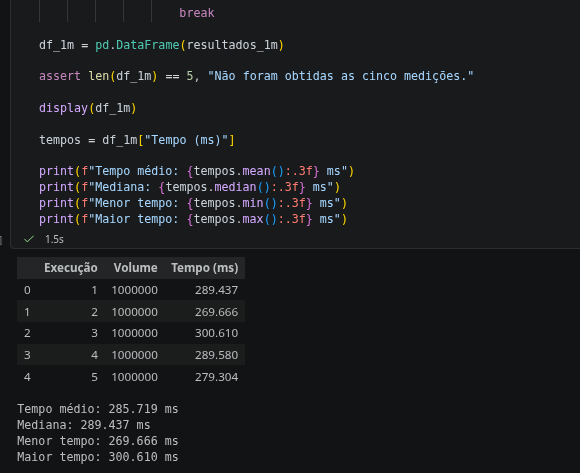 break
df_1m = pd.DataFrame(resultados_1m)
assert len(df_1m) == 5, "Não foram obtidas as cinco medições."
display(df_1m)
tempos = df_1m["Tempo (ms)"]
print(f"Tempo médio: {tempos.mean():.3f} ms")
print(f"Mediana: {tempos.median():.3f} ms")
print(f"Menor tempo: {tempos.min():.3f} ms")
print(f"Maior tempo: {tempos.max():.3f} ms")
] ✓ 1.5s
Execução Volume Tempo (ms)
0 1 1000000 289.437
1 2 1000000 269.666
2 3 1000000 300.610
3 4 1000000 289.580
4 5 1000000 279.304
Tempo médio: 285.719 ms
Mediana: 289.437 ms
Menor tempo: 269.666 ms
Maior tempo: 300.610 ms